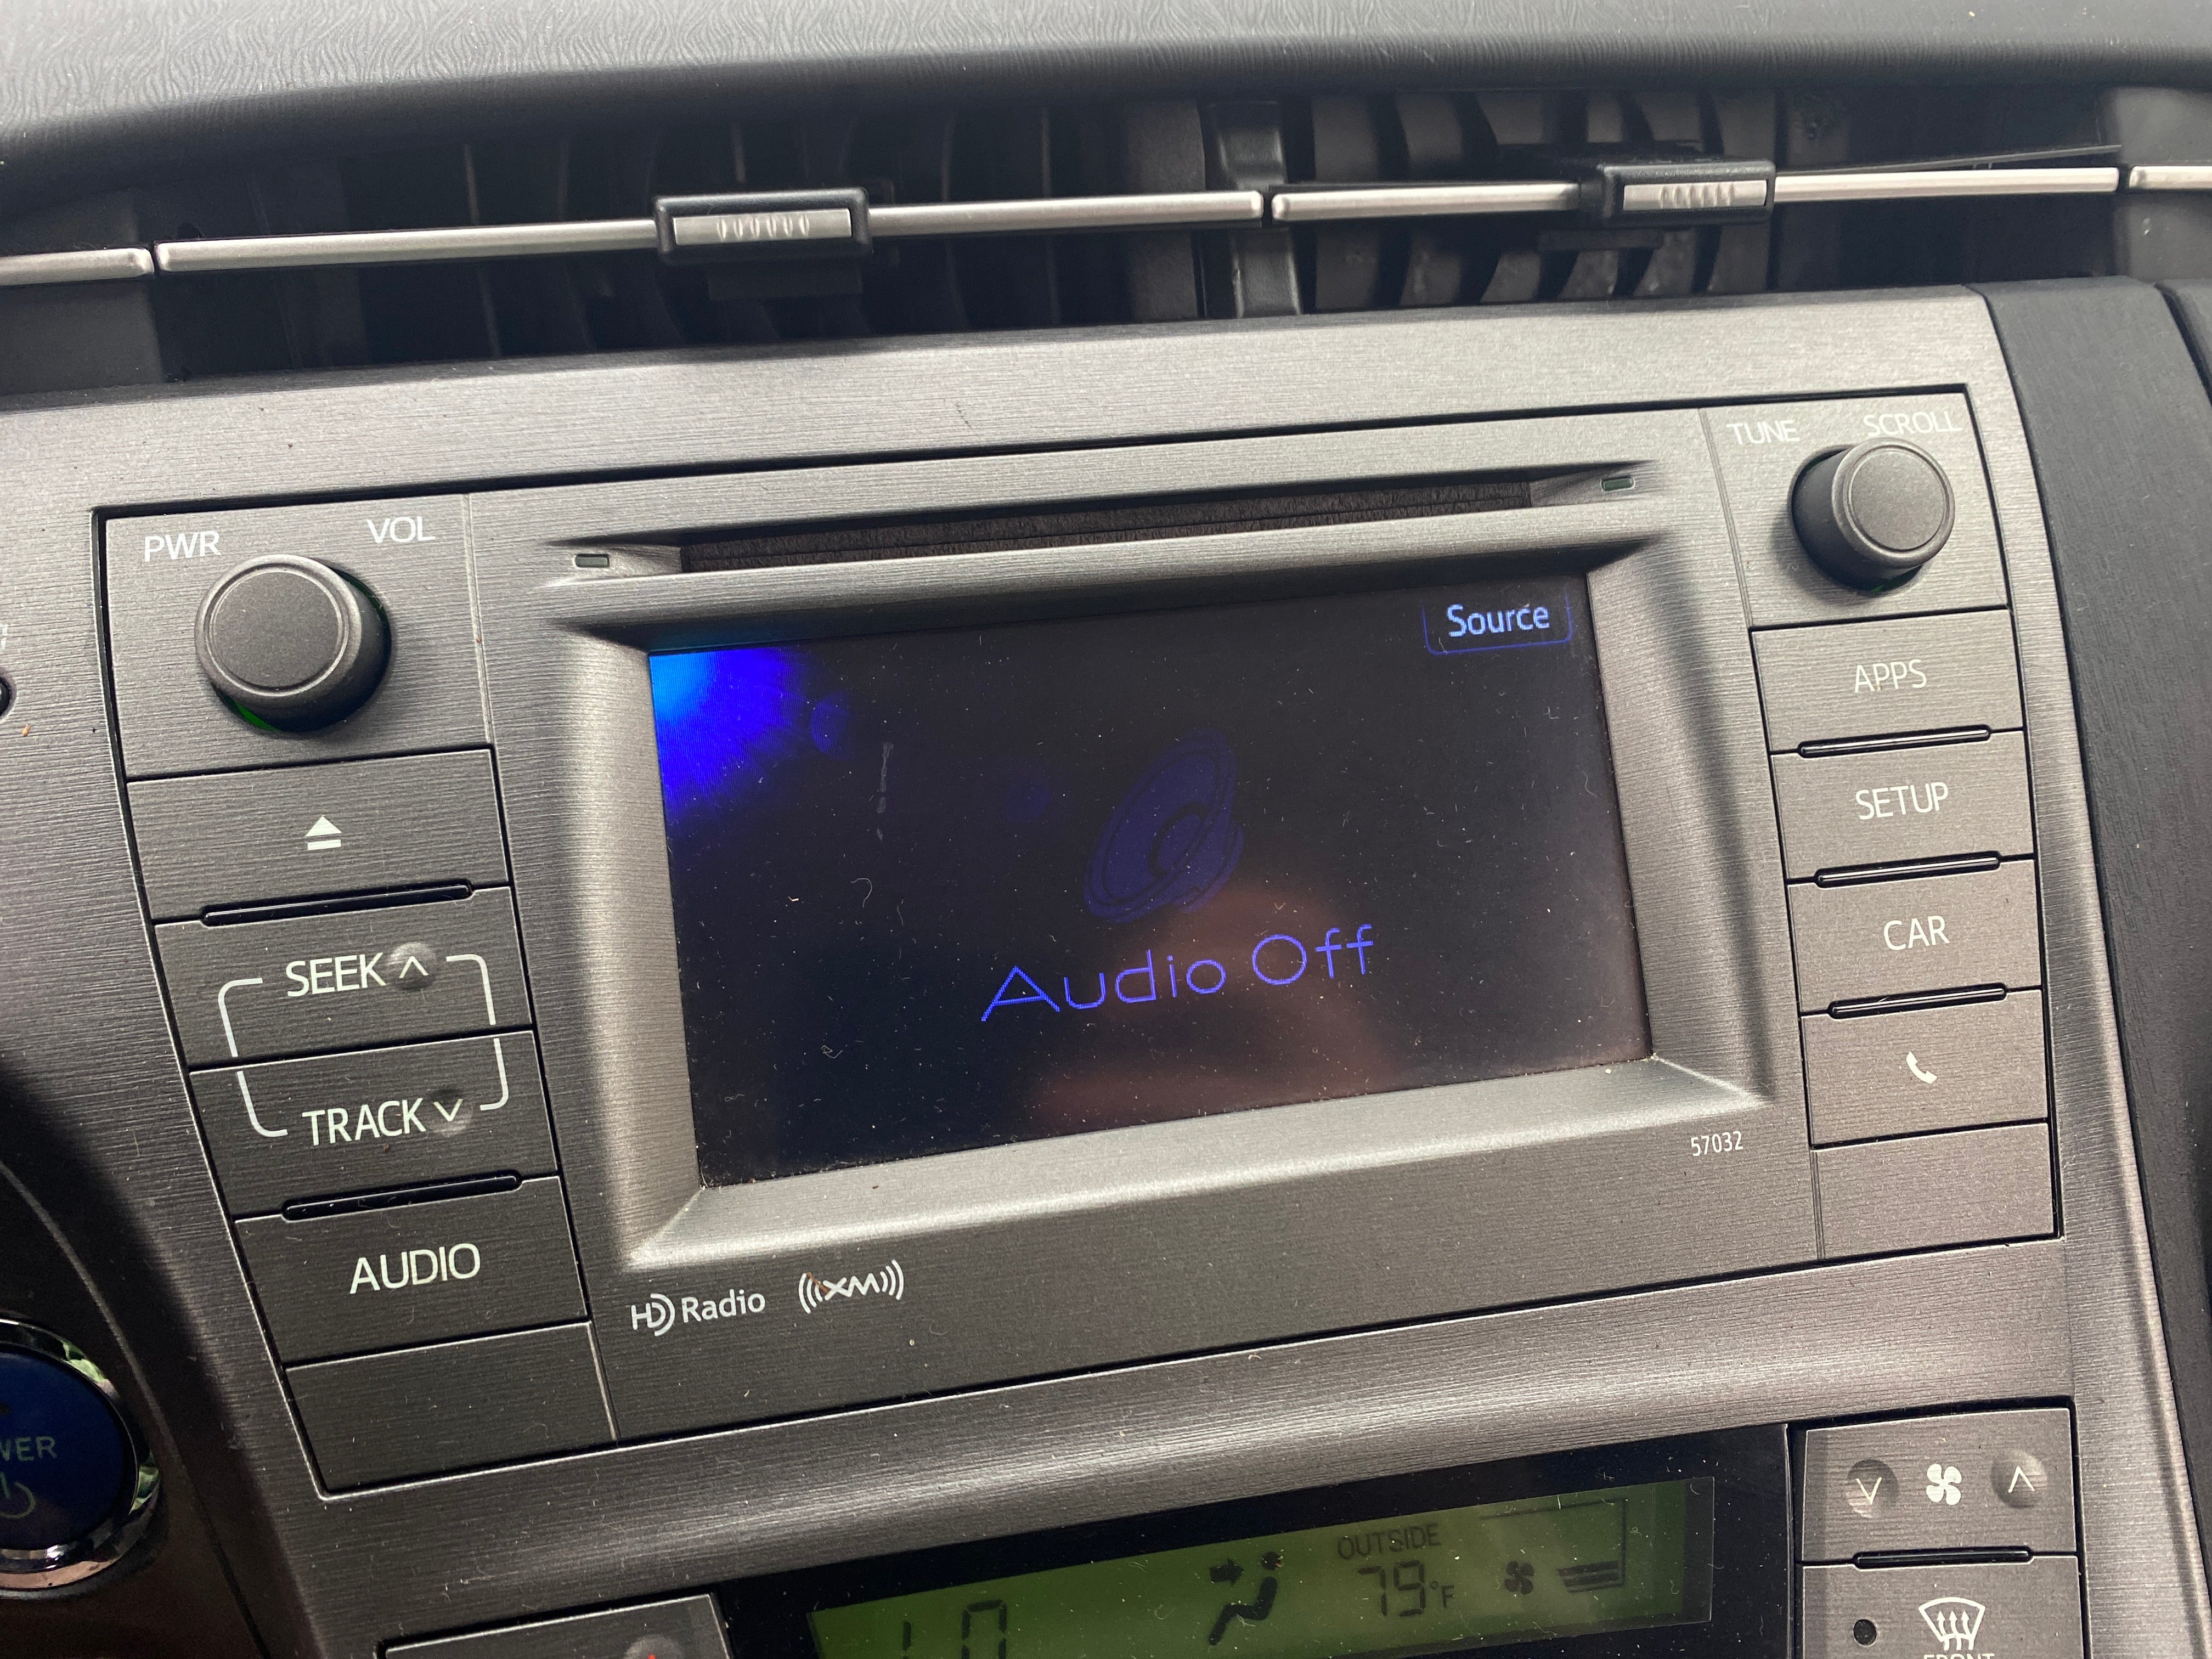 PWR VOL
TUNE SCROLL
Source
APPS
SETUP
CAR
SEEK
TRACK
AUDIO
Audio Off
57032
HD Radio XM
OUTSIDE
79°F
FRONT